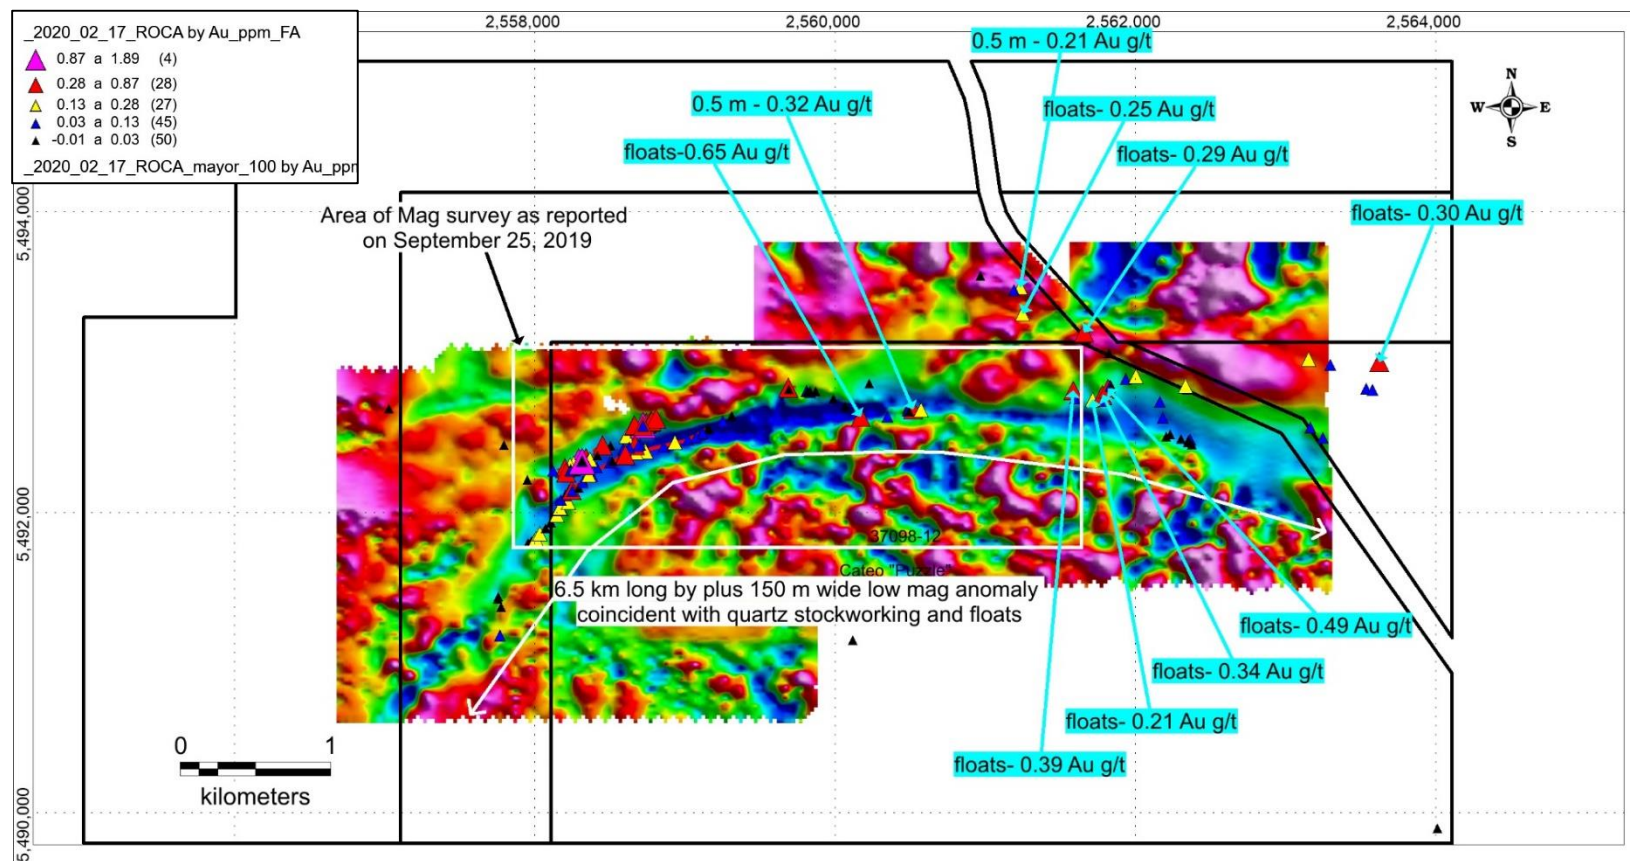 2,558,000
2,560,000
2,562,000
2,564,000
_2020_02_17_ROCA by Au_ppm_FA
0.87 a 1.89 (4)
0.28 a 0.87 (28)
0.13 a 0.28 (27)
0.03 a 0.13 (45)
-0.01 a 0.03 (50)
_2020_02_17_ROCA_mayor_100 by Au_ppm
0.5 m - 0.21 Au g/t
N
W
E
S
0.5 m - 0.32 Au g/t
floats- 0.25 Au g/t
floats-0.65 Au g/t
floats- 0.29 Au g/t
5,494,000
Area of Mag survey as reported
on September 25, 2019
floats- 0.30 Au g/t
5,492,000
37098-12
Cateo "Puzzle"
6.5 km long by plus 150 m wide low mag anomaly
coincident with quartz stockworking and floats
floats- 0.49 Au g/t
floats- 0.34 Au g/t
floats- 0.21 Au g/t
floats- 0.39 Au g/t
0
1
kilometers
5,490,000